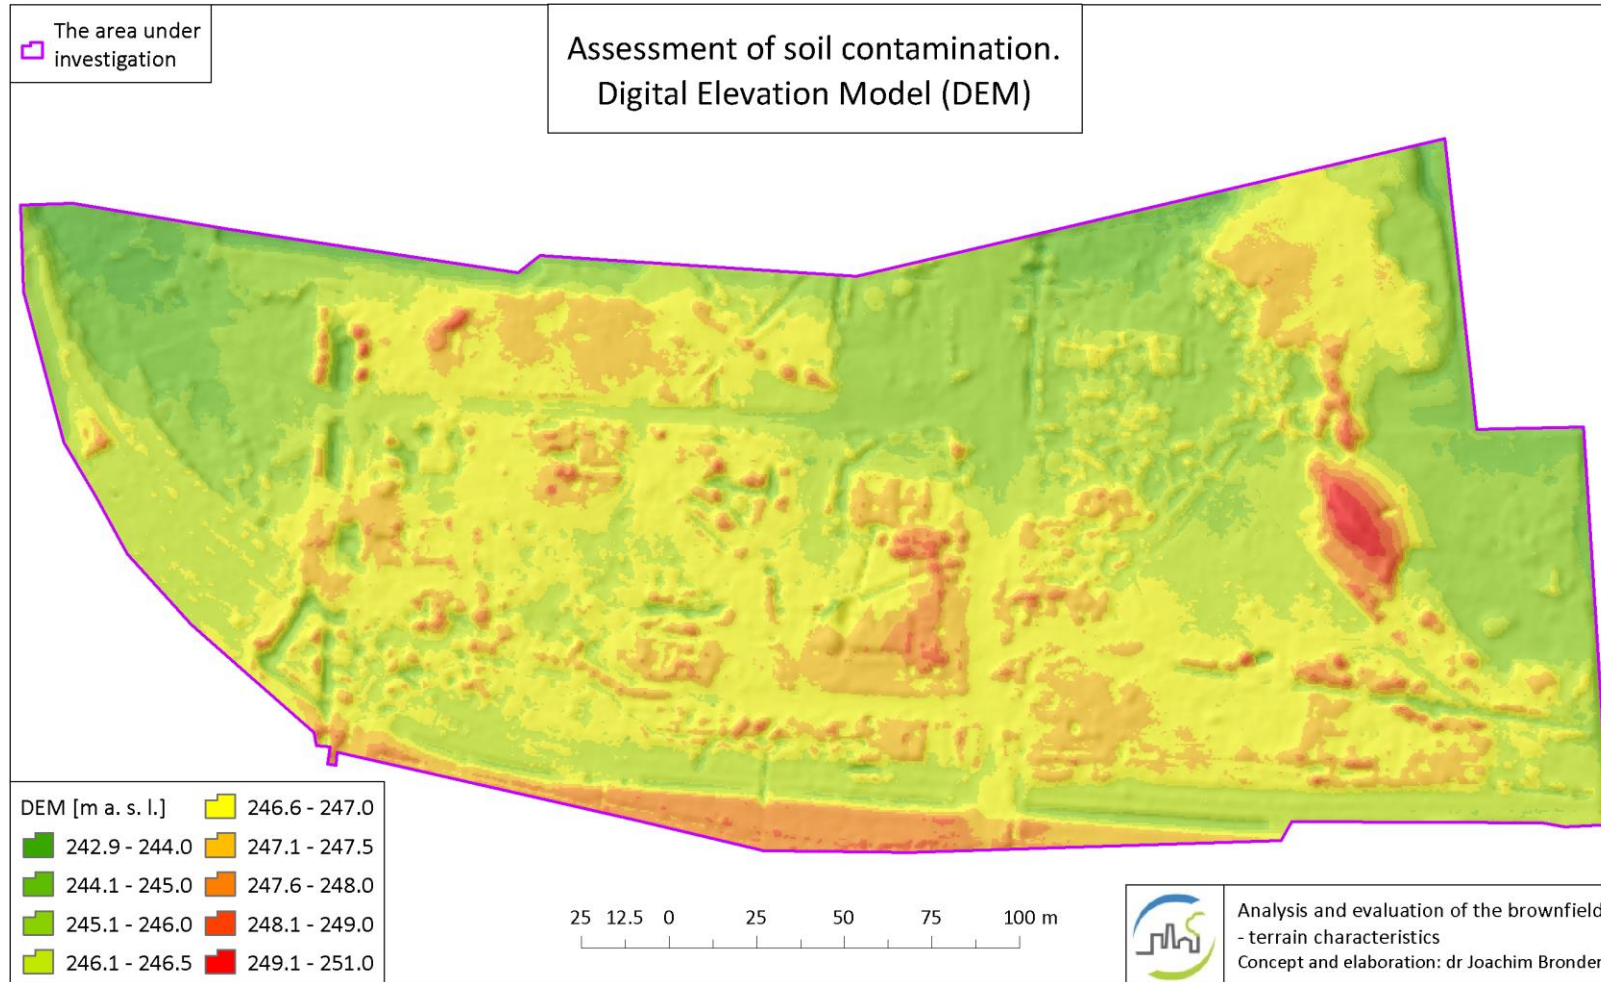 The area under
investigation
Assessment of soil contamination.
Digital Elevation Model (DEM)
DEM [m a. s. l.]
242.9 - 244.0
244.1 - 245.0
245.1 - 246.0
246.1 - 246.5
246.6 - 247.0
247.1 - 247.5
247.6 - 248.0
248.1 - 249.0
249.1 - 251.0
25 12.5 0 25 50 75 100 m
Analysis and evaluation of the brownfield
- terrain characteristics
Concept and elaboration: dr Joachim Bronder